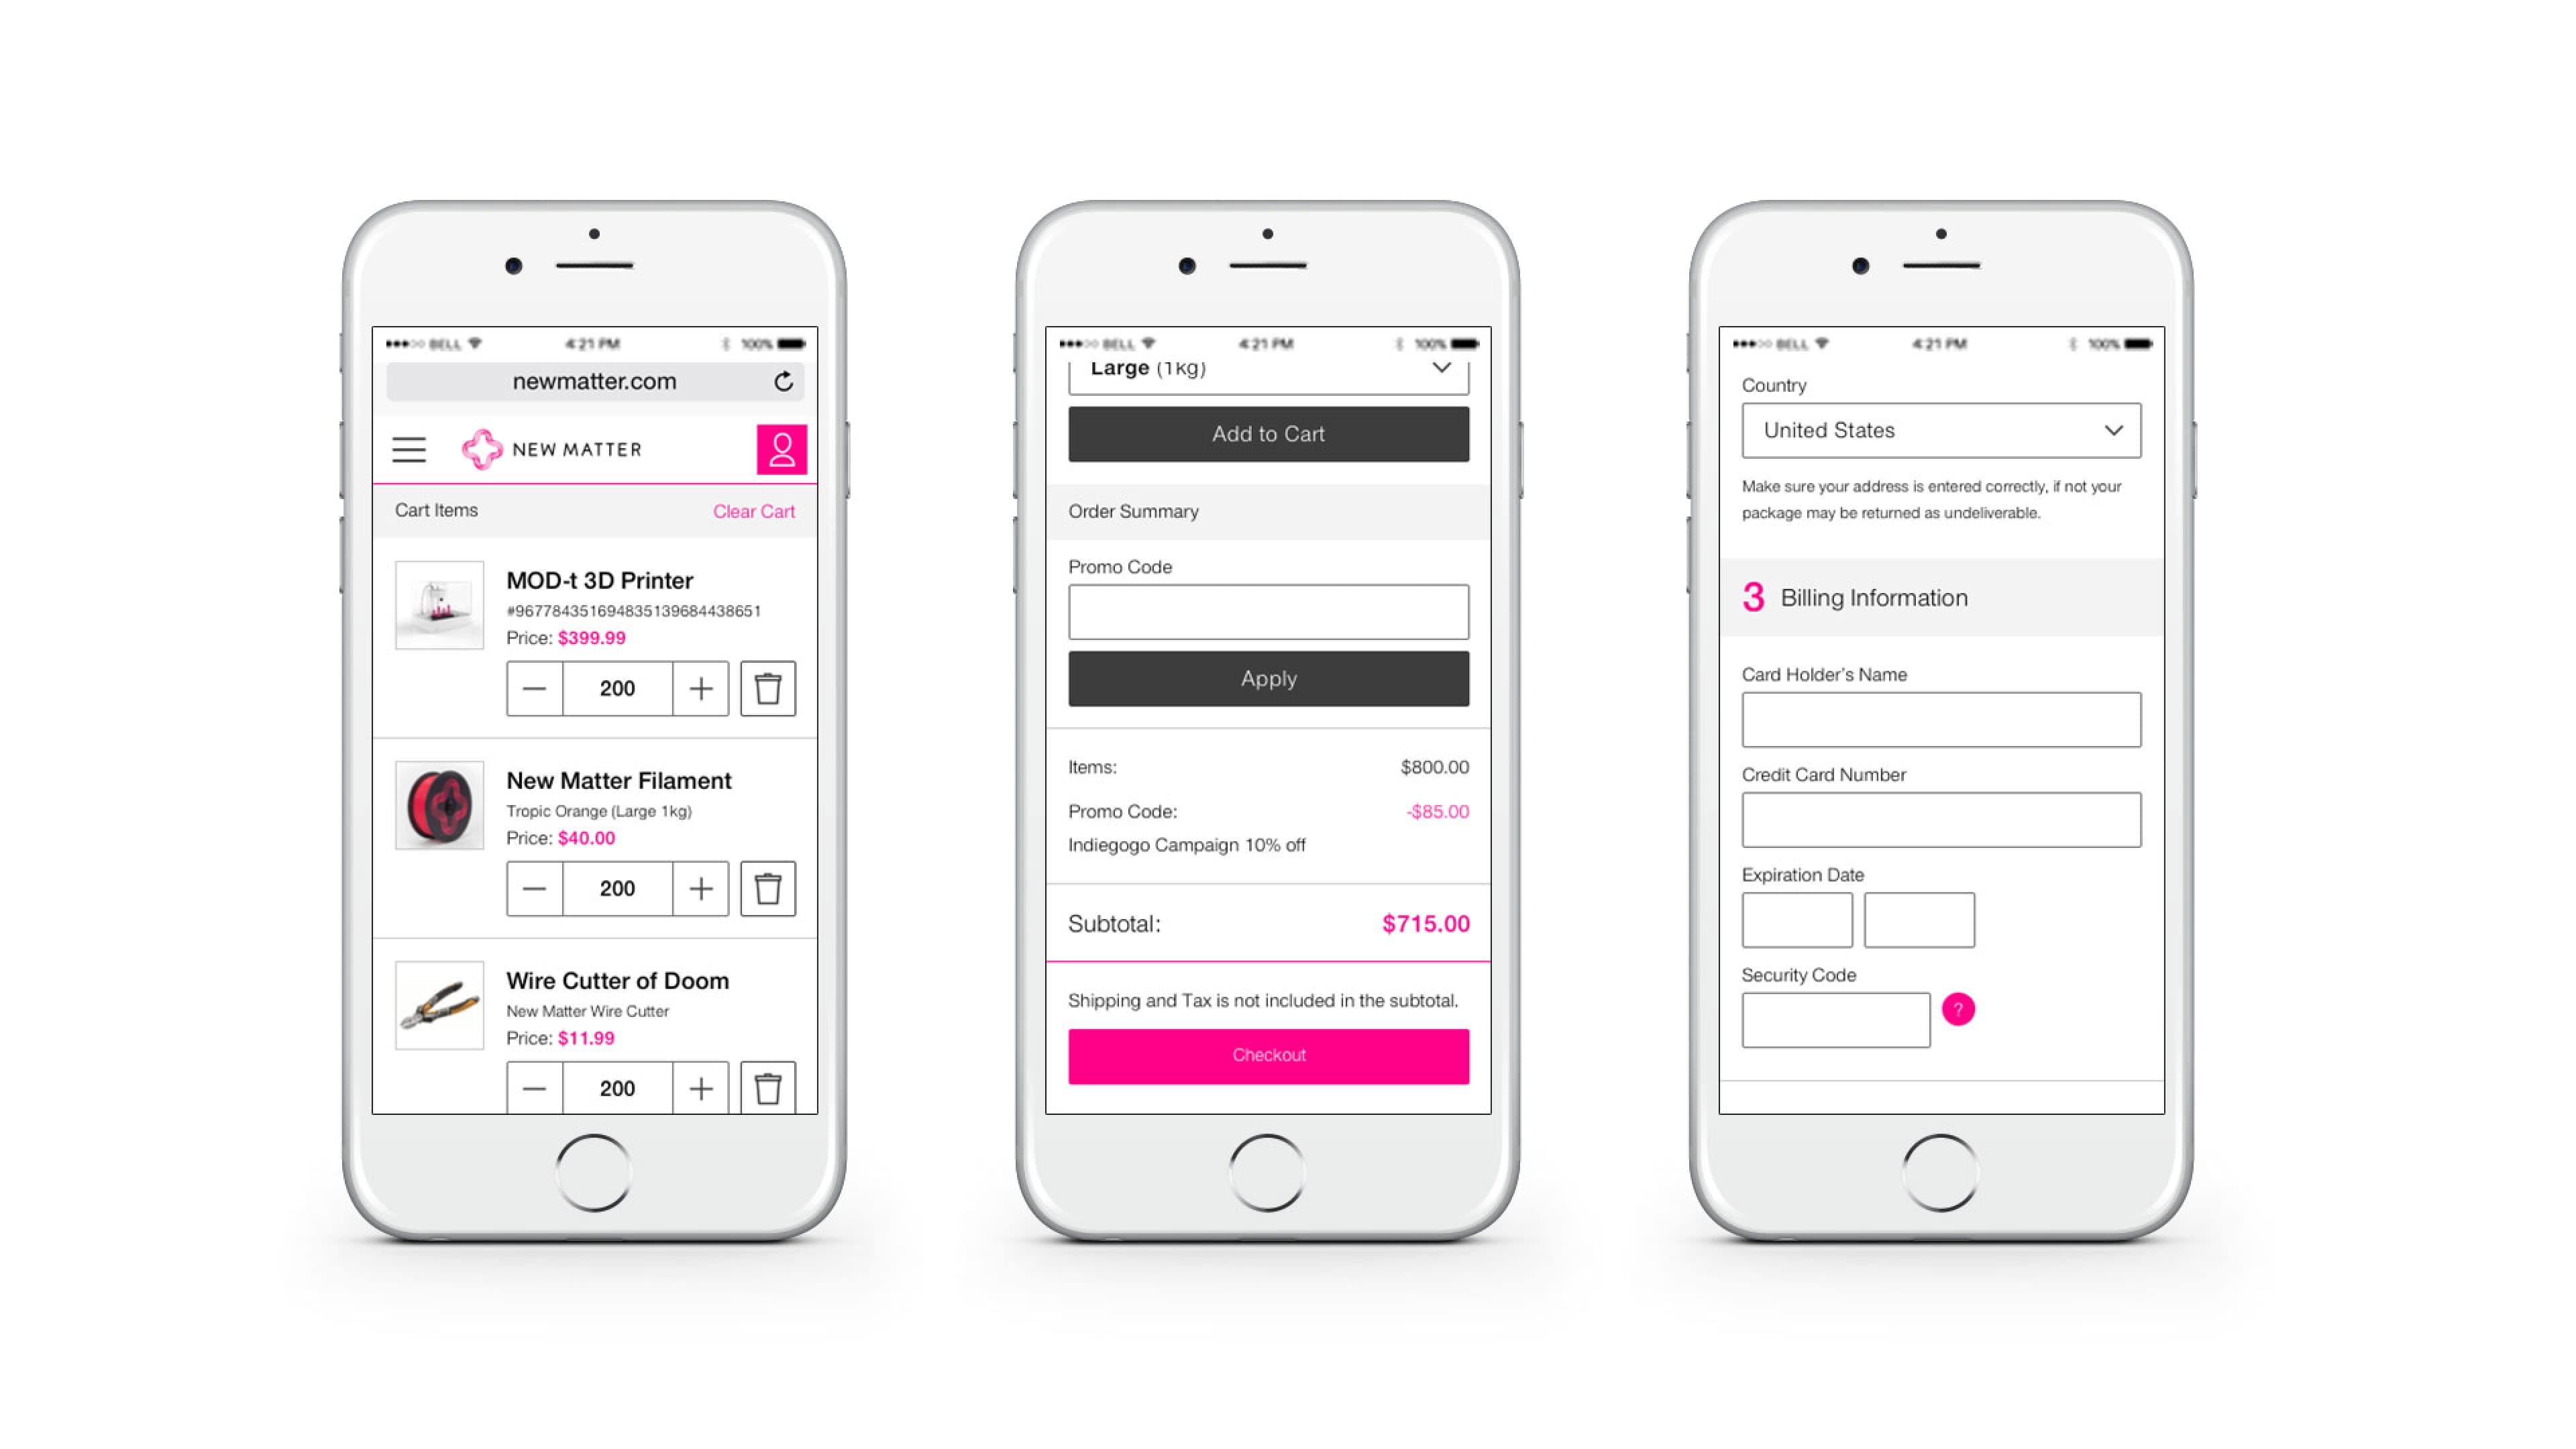 BELL 4:21 PM 100%
newmatter.com
NEW MATTER
Cart Items Clear Cart
MOD-t 3D Printer
#967784351694835139684438651
Price: $399.99
200
New Matter Filament
Tropic Orange (Large 1kg)
Price: $40.00
200
Wire Cutter of Doom
New Matter Wire Cutter
Price: $11.99
200
BELL 4:21 PM 100%
Large (1kg)
Add to Cart
Order Summary
Promo Code
Apply
Items: $800.00
Promo Code: -$85.00
Indiegogo Campaign 10% off
Subtotal: $715.00
Shipping and Tax is not included in the subtotal.
Checkout
BELL 4:21 PM 100%
Country
United States
Make sure your address is entered correctly, if not your
package may be returned as undeliverable.
3 Billing Information
Card Holder's Name
Credit Card Number
Expiration Date
Security Code
?